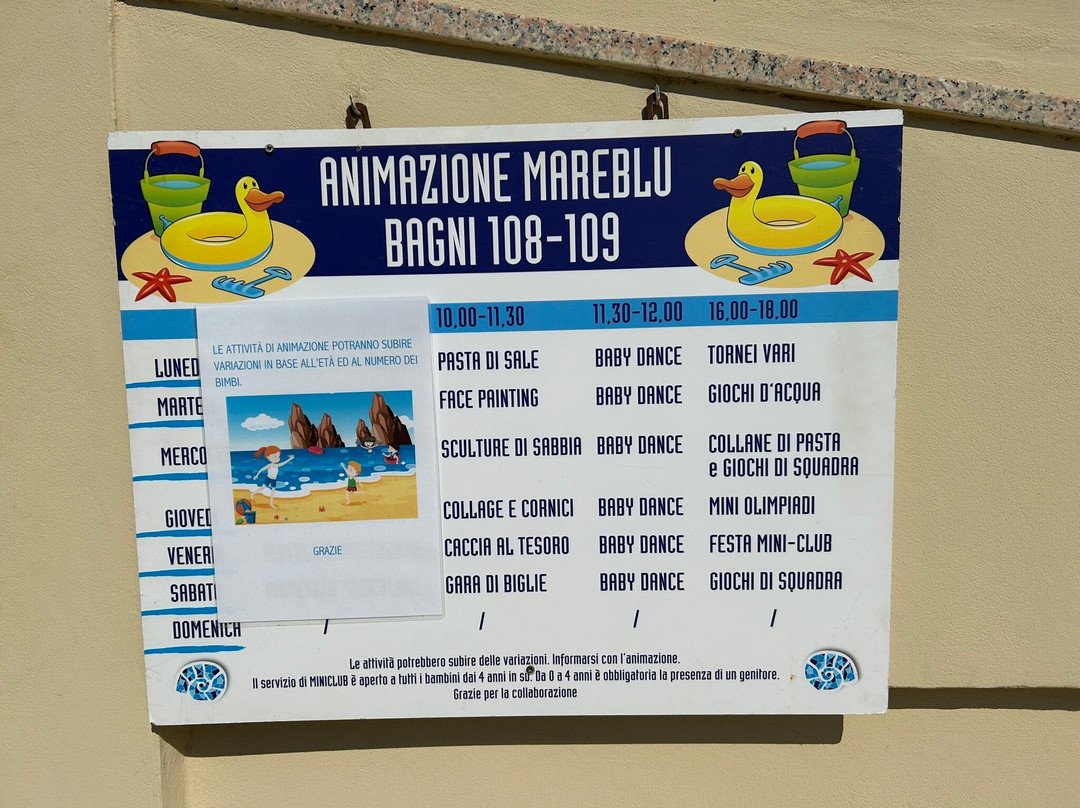 ANIMAZIONE MAREBLU
BAGNI 108-109
10,00-11,30 11,30-12,00 16,00-18,00
LE ATTIVITÀ DI ANIMAZIONE POTRANNO SUBIRE
VARIAZIONI IN BASE ALL'ETÀ ED AL NUMERO DEI
BIMBI.
GRAZIE
LUNED PASTA DI SALE BABY DANCE TORNEI VARI
MARTE FACE PAINTING BABY DANCE GIOCHI D'ACQUA
MERCO SCULTURE DI SABBIA BABY DANCE COLLANE DI PASTA
e GIOCHI DI SQUADRA
GIOVED COLLAGE E CORNICI BABY DANCE MINI OLIMPIADI
VENER CACCIA AL TESORO BABY DANCE FESTA MINI-CLUB
SABATO GARA DI BIGLIE BABY DANCE GIOCHI DI SQUADRA
DOMENICA / / / /
Le attività potrebbero subire delle variazioni. Informarsi con l'animazione.
Il servizio di MINICLUB è aperto a tutti i bambini dai 4 anni in su. Da 0 a 4 anni è obbligatoria la presenza di un genitore.
Grazie per la collaborazione